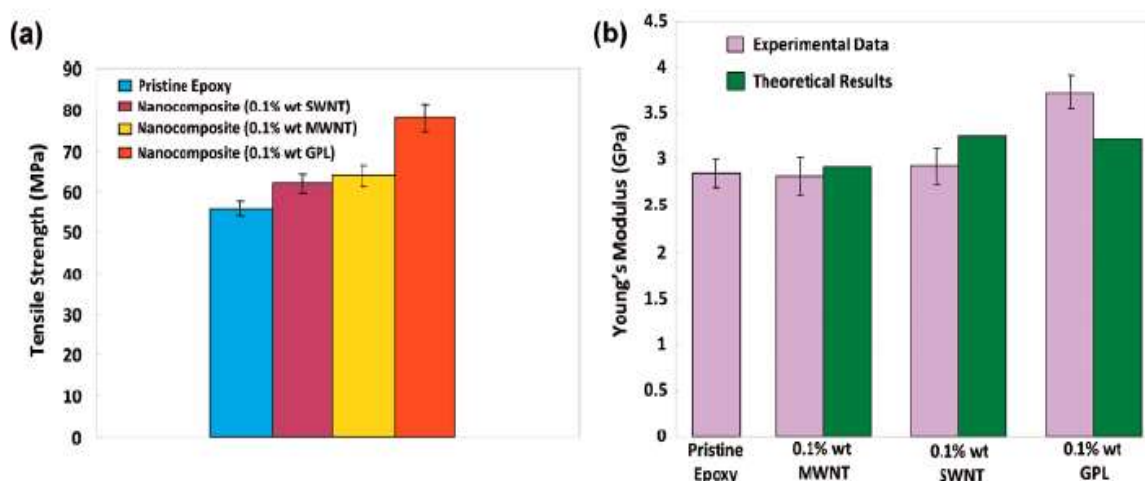 (a)
90
80
70
60
50
40
30
20
10
0
Tensile Strength (MPa)
Pristine Epoxy
Nanocomposite (0.1% wt SWNT)
Nanocomposite (0.1% wt MWNT)
Nanocomposite (0.1% wt GPL)
(b)
4.5
4
3.5
3
2.5
2
1.5
1
0.5
0
Young's Modulus (GPa)
Experimental Data
Theoretical Results
Pristine
Epoxy
0.1% wt
MWNT
0.1% wt
SWNT
0.1% wt
GPL